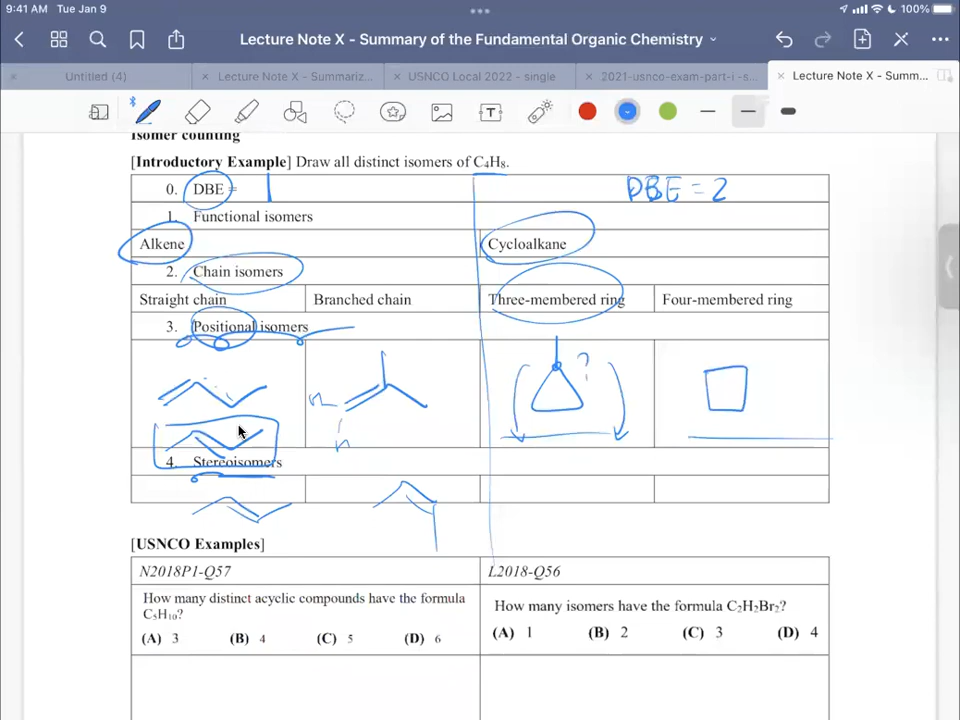 9:41 AM Tue Jan 9
100%
Lecture Note X - Summary of the Fundamental Organic Chemistry
Untitled (4)
Lecture Note X - Summariz...
USNCO Local 2022 - single
2021-usnco-exam-part-i -s...
Lecture Note X - Summ...
Isomer counting
[Introductory Example] Draw all distinct isomers of C₄H₈.
0. DBE = 1
DBE = 2
1. Functional isomers
Alkene
Cycloalkane
2. Chain isomers
Straight chain
Branched chain
Three-membered ring
Four-membered ring
3. Positional isomers
?
4. Stereoisomers
[USNCO Examples]
N2018P1-Q57
L2018-Q56
How many distinct acyclic compounds have the formula
C₅H₁₀?
(A) 3 (B) 4 (C) 5 (D) 6
How many isomers have the formula C₂H₂Br₂?
(A) 1 (B) 2 (C) 3 (D) 4